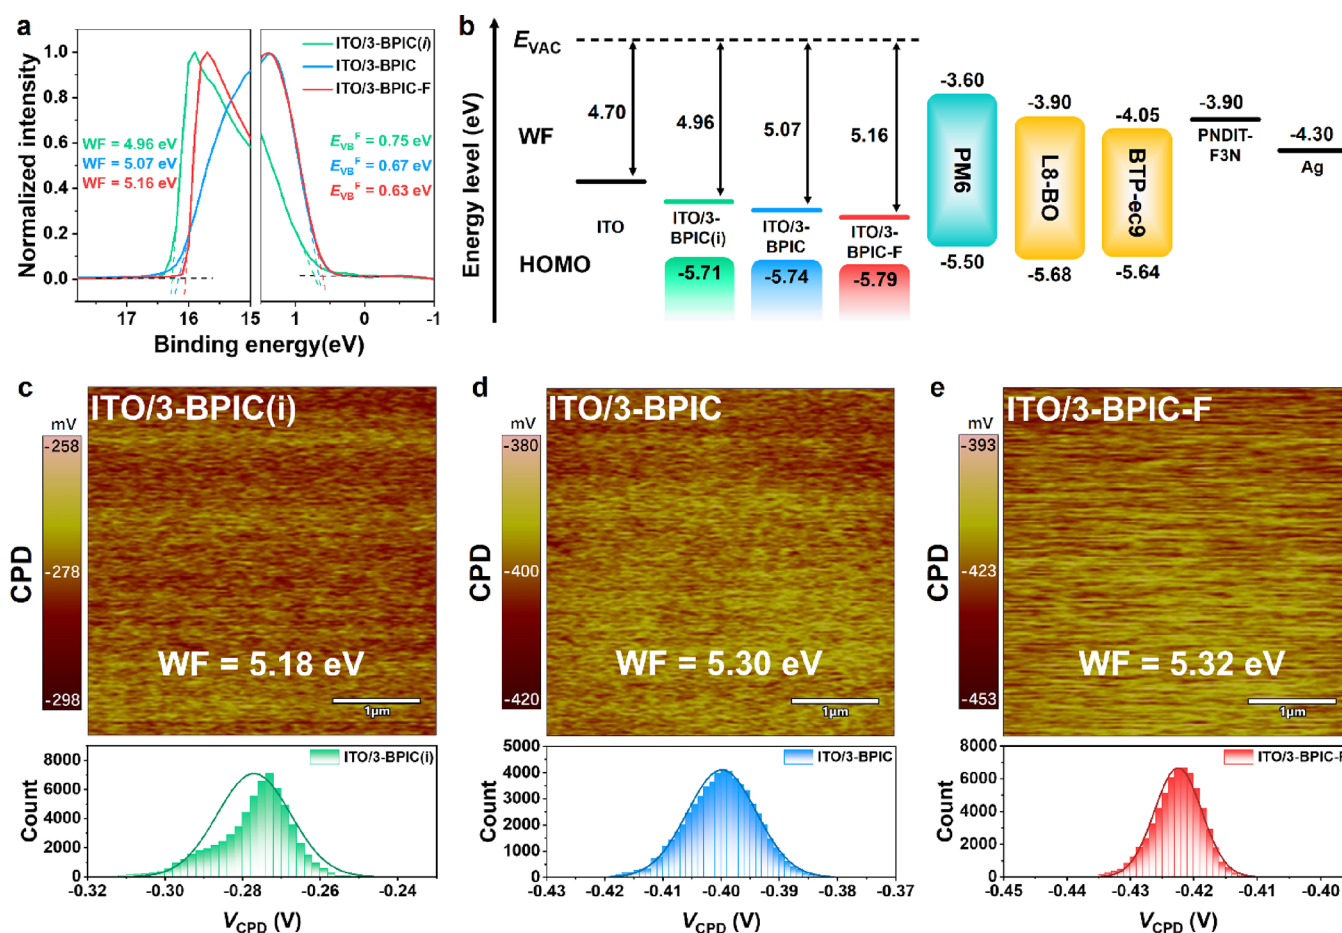 a
Normalized intensity
1.0
0.8
0.6
0.4
0.2
0.0
ITO/3-BPIC(i)
ITO/3-BPIC
ITO/3-BPIC-F
WF = 4.96 eV
WF = 5.07 eV
WF = 5.16 eV
E_VB^F = 0.75 eV
E_VB^F = 0.67 eV
E_VB^F = 0.63 eV
17 16 15 1 0 -1
Binding energy(eV)
b
Energy level (eV)
E_VAC
WF
HOMO
4.70
4.96
5.07
5.16
ITO
ITO/3-
BPIC(i)
ITO/3-
BPIC
ITO/3-
BPIC-F
-5.71
-5.74
-5.79
-3.60
PM6
-5.50
-3.90
L8-BO
-5.68
-4.05
BTP-ec9
-5.64
-3.90
PNDIT-
F3N
-4.30
Ag
c
ITO/3-BPIC(i)
mV
-258
-278
-298
CPD
WF = 5.18 eV
1μm
d
ITO/3-BPIC
mV
-380
-400
-420
CPD
WF = 5.30 eV
1μm
e
ITO/3-BPIC-F
mV
-393
-423
-453
CPD
WF = 5.32 eV
1μm
Count
8000
6000
4000
2000
0
ITO/3-BPIC(i)
-0.32 -0.30 -0.28 -0.26 -0.24
V_CPD (V)
Count
5000
4000
3000
2000
1000
0
ITO/3-BPIC
-0.43 -0.42 -0.41 -0.40 -0.39 -0.38 -0.37
V_CPD (V)
Count
8000
6000
4000
2000
0
ITO/3-BPIC-F
-0.45 -0.44 -0.43 -0.42 -0.41 -0.40
V_CPD (V)